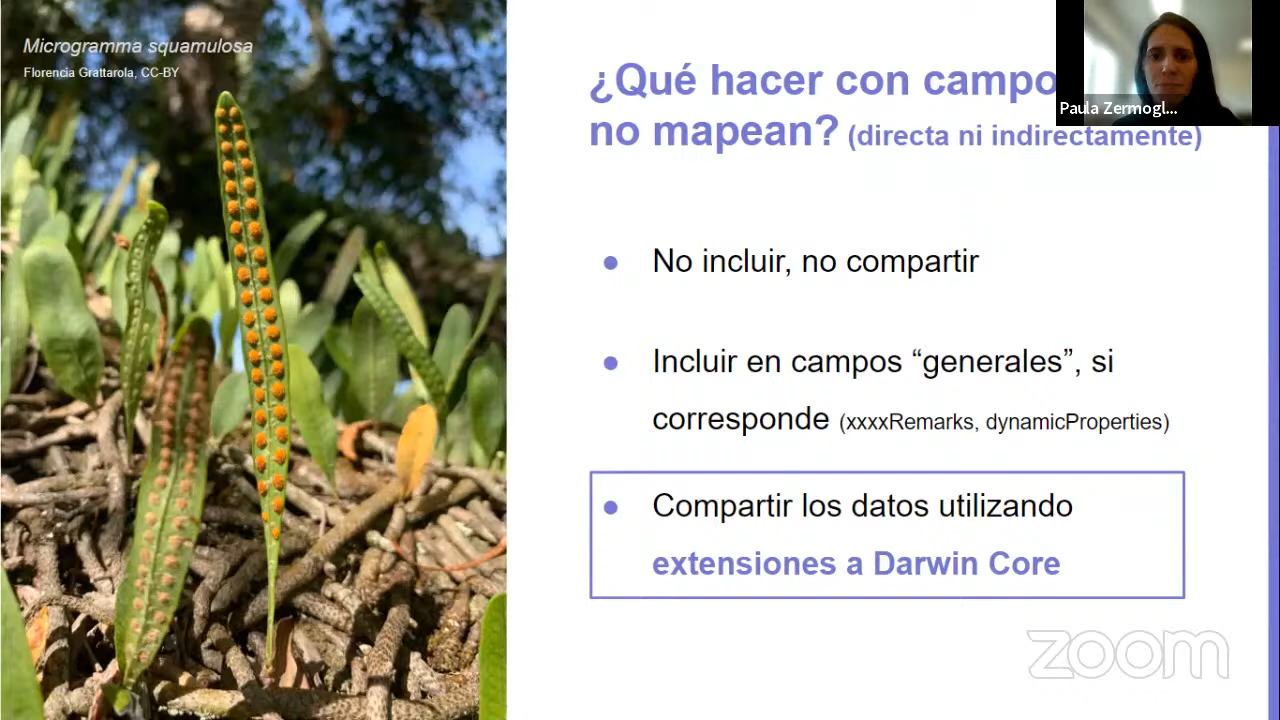 Microgramma squamulosa
Florencia Grattarola, CC-BY
¿Qué hacer con campo
no mapean? (directa ni indirectamente)
Paula Zermogl...
● No incluir, no compartir
● Incluir en campos “generales”, si
corresponde (xxxxRemarks, dynamicProperties)
● Compartir los datos utilizando
extensiones a Darwin Core
zoom